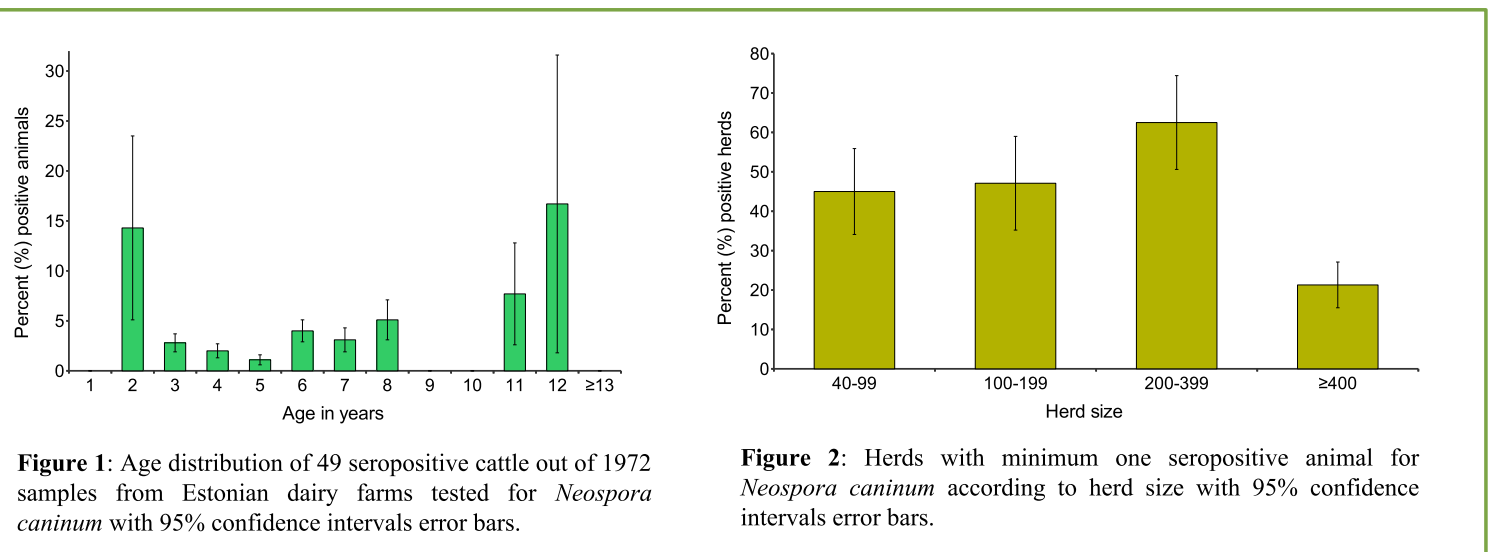 30
25
20
15
10
5
0
Percent (%) positive animals
1 2 3 4 5 6 7 8 9 10 11 12 ≥13
Age in years
Figure 1: Age distribution of 49 seropositive cattle out of 1972
samples from Estonian dairy farms tested for Neospora
caninum with 95% confidence intervals error bars.
80
70
60
50
40
30
20
10
0
Percent (%) positive herds
40-99 100-199 200-399 ≥400
Herd size
Figure 2: Herds with minimum one seropositive animal for
Neospora caninum according to herd size with 95% confidence
intervals error bars.